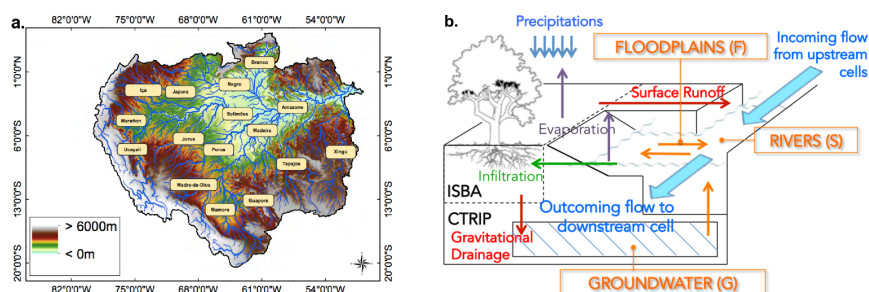 a.
82°0'0"W 75°0'0"W 68°0'0"W 61°0'0"W 54°0'0"W
1°0'0"N
6°0'0"S
13°0'0"S
20°0'0"S
1°0'0"N
6°0'0"S
13°0'0"S
20°0'0"S
Branco
Iça
Japura
Negro
Amazone
Solimões
Marañon
Madeira
Jurua
Purus
Ucayali
Xingu
Tapajos
Madre-de-Dios
Guapore
Mamore
> 6000m
< 0m
82°0'0"W 75°0'0"W 68°0'0"W 61°0'0"W 54°0'0"W
b.
Precipitations
FLOODPLAINS (F)
Incoming flow
from upstream
cells
Surface Runoff
Evaporation
RIVERS (S)
Infiltration
ISBA
Outcoming flow to
downstream cell
CTRIP
Gravitational
Drainage
GROUNDWATER (G)